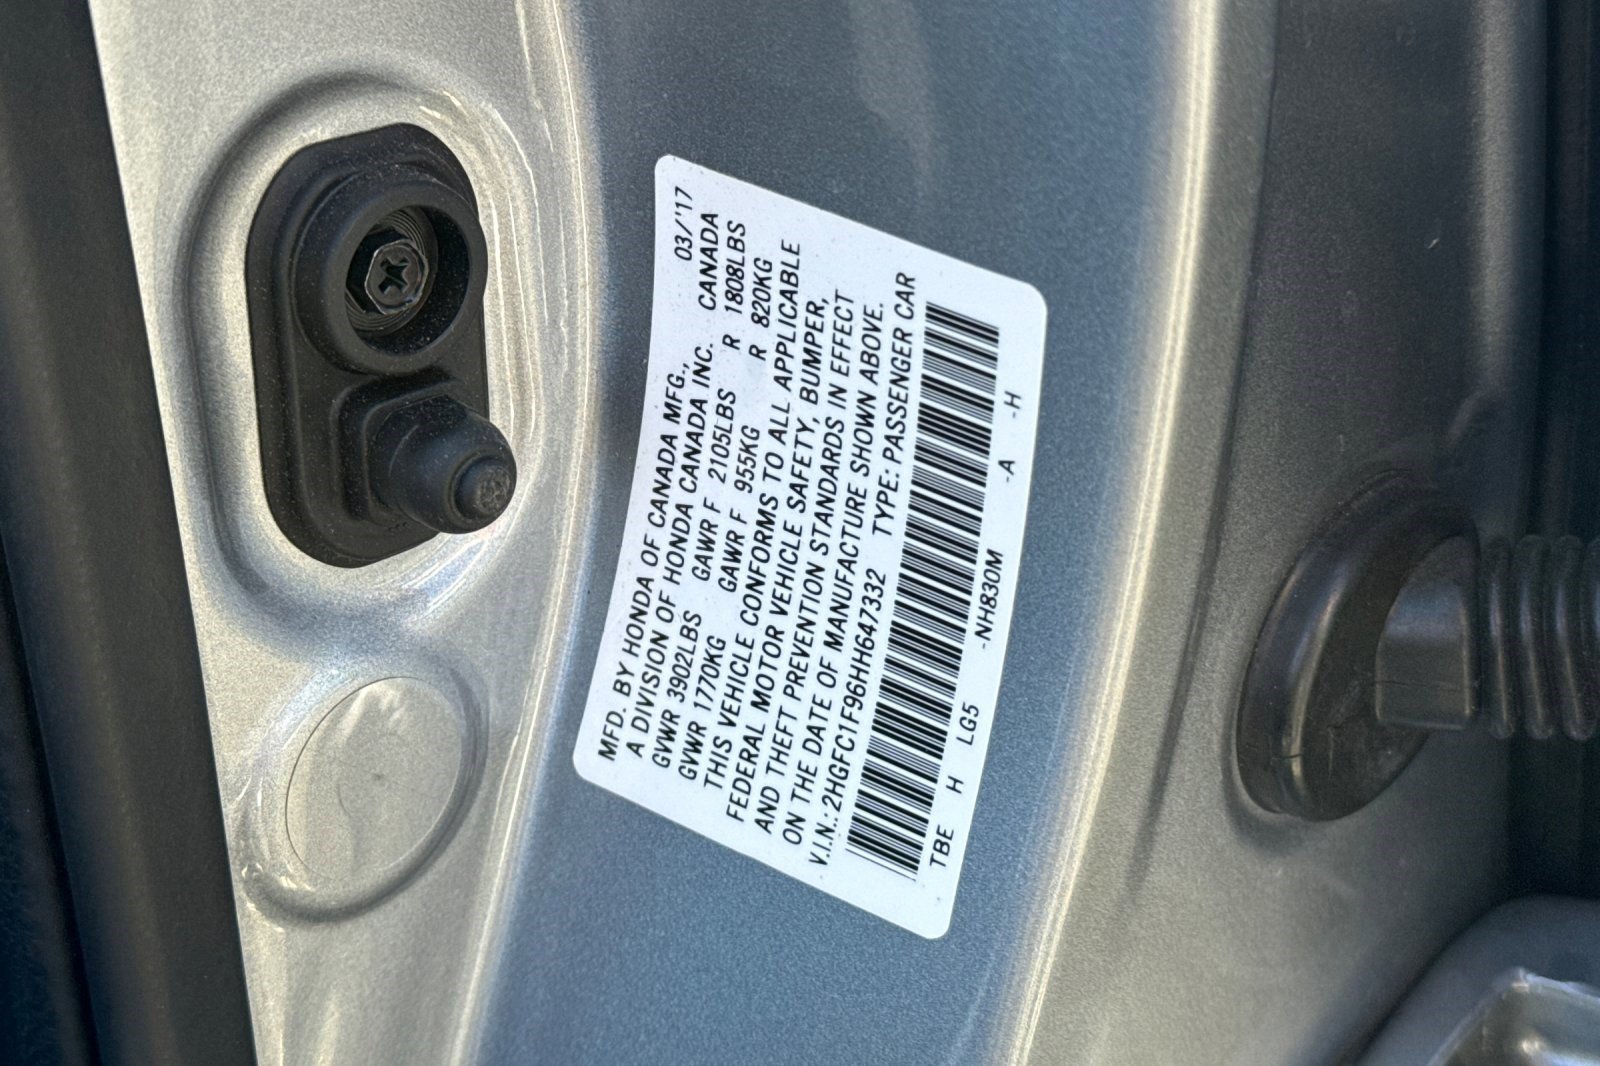 MFD. BY HONDA OF CANADA MFG., 03/'17
A DIVISION OF HONDA CANADA INC. CANADA
GVWR 3902LBS GAWR F 2105LBS R 1808LBS
GVWR 1770KG GAWR F 955KG R 820KG
THIS VEHICLE CONFORMS TO ALL APPLICABLE
FEDERAL MOTOR VEHICLE SAFETY, BUMPER,
AND THEFT PREVENTION STANDARDS IN EFFECT
ON THE DATE OF MANUFACTURE SHOWN ABOVE.
V.I.N.: 2HGFC1F96HH647332 TYPE: PASSENGER CAR
TBE H LG5 -NH830M -A -H